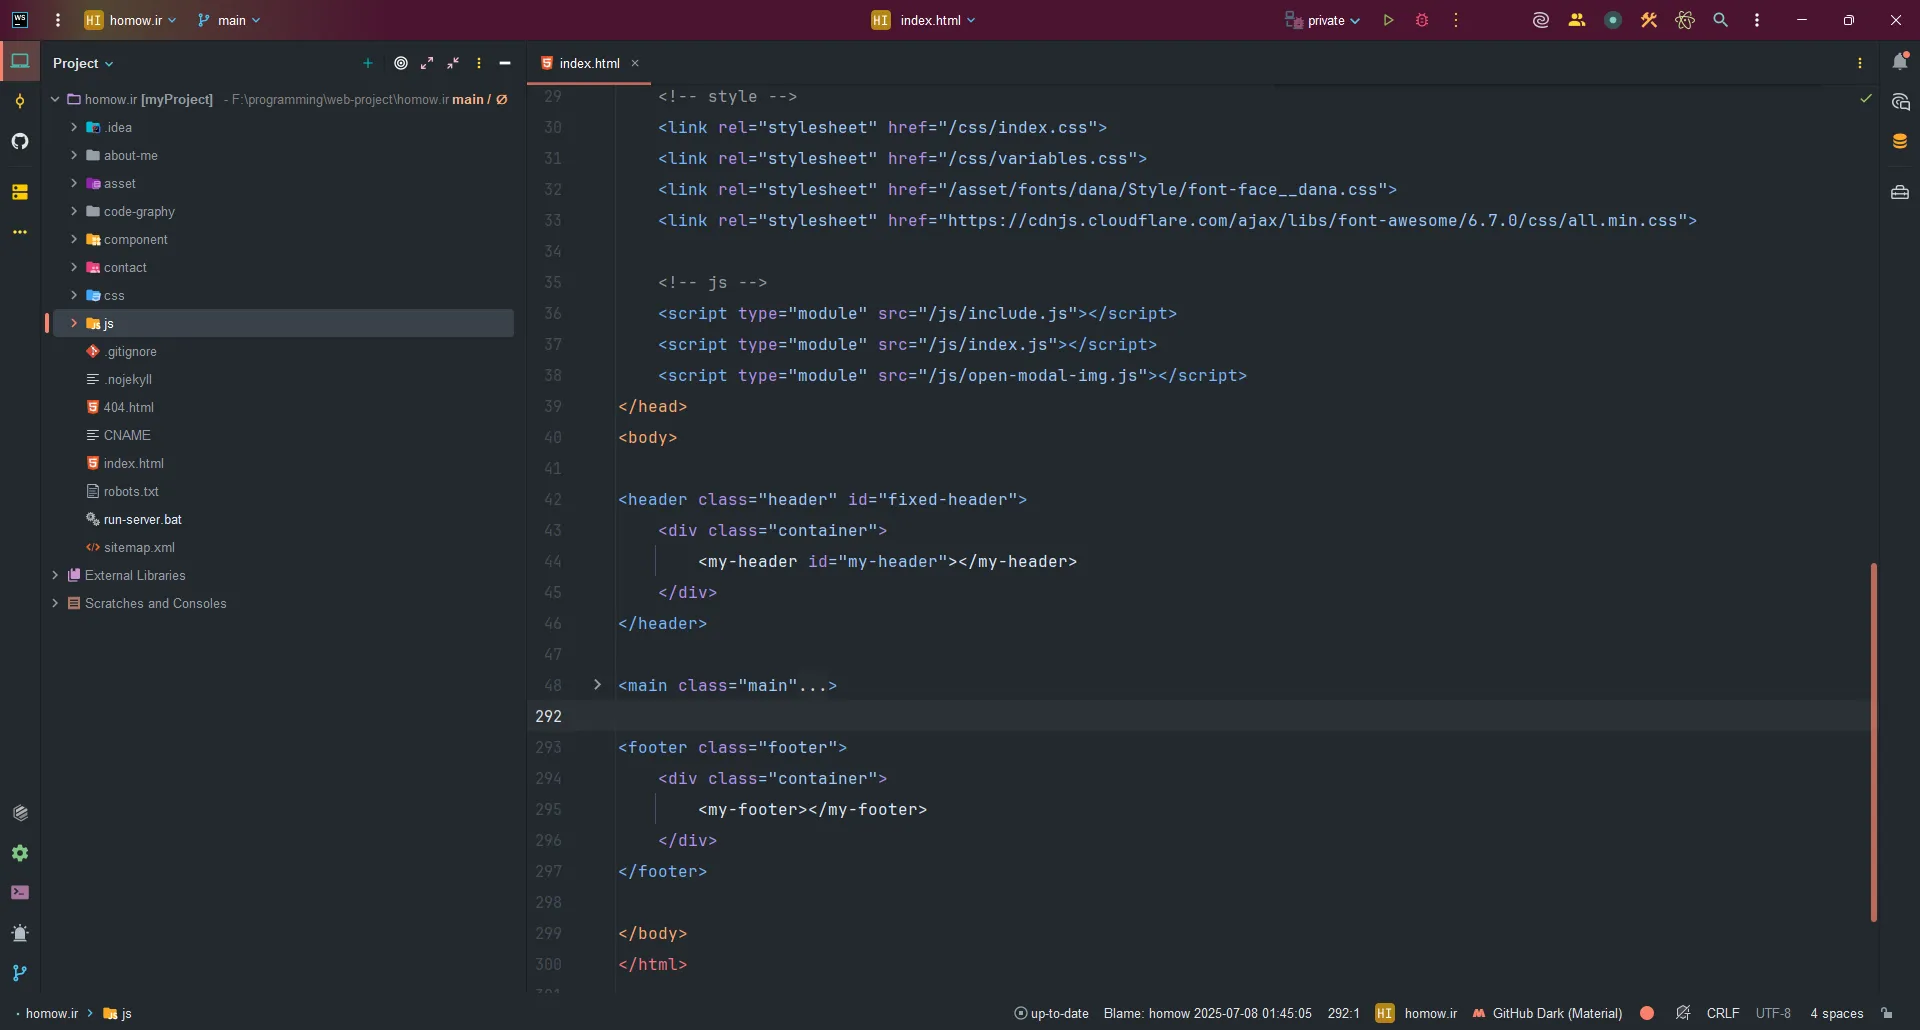 WS
HI homow.ir main
HI index.html
private
Project
homow.ir [myProject] - F:\programming\web-project\homow.ir main / Ø
.idea
about-me
asset
code-graphy
component
contact
css
js
.gitignore
.nojekyll
404.html
CNAME
index.html
robots.txt
run-server.bat
sitemap.xml
External Libraries
Scratches and Consoles
index.html
29 <!-- style -->
30 <link rel="stylesheet" href="/css/index.css">
31 <link rel="stylesheet" href="/css/variables.css">
32 <link rel="stylesheet" href="/asset/fonts/dana/Style/font-face__dana.css">
33 <link rel="stylesheet" href="https://cdnjs.cloudflare.com/ajax/libs/font-awesome/6.7.0/css/all.min.css">
34
35 <!-- js -->
36 <script type="module" src="/js/include.js"></script>
37 <script type="module" src="/js/index.js"></script>
38 <script type="module" src="/js/open-modal-img.js"></script>
39 </head>
40 <body>
41
42 <header class="header" id="fixed-header">
43 <div class="container">
44 <my-header id="my-header"></my-header>
45 </div>
46 </header>
47
48 <main class="main"...>
292
293 <footer class="footer">
294 <div class="container">
295 <my-footer></my-footer>
296 </div>
297 </footer>
298
299 </body>
300 </html>
homow.ir js
up-to-date Blame: homow 2025-07-08 01:45:05 292:1 HI homow.ir GitHub Dark (Material) CRLF UTF-8 4 spaces